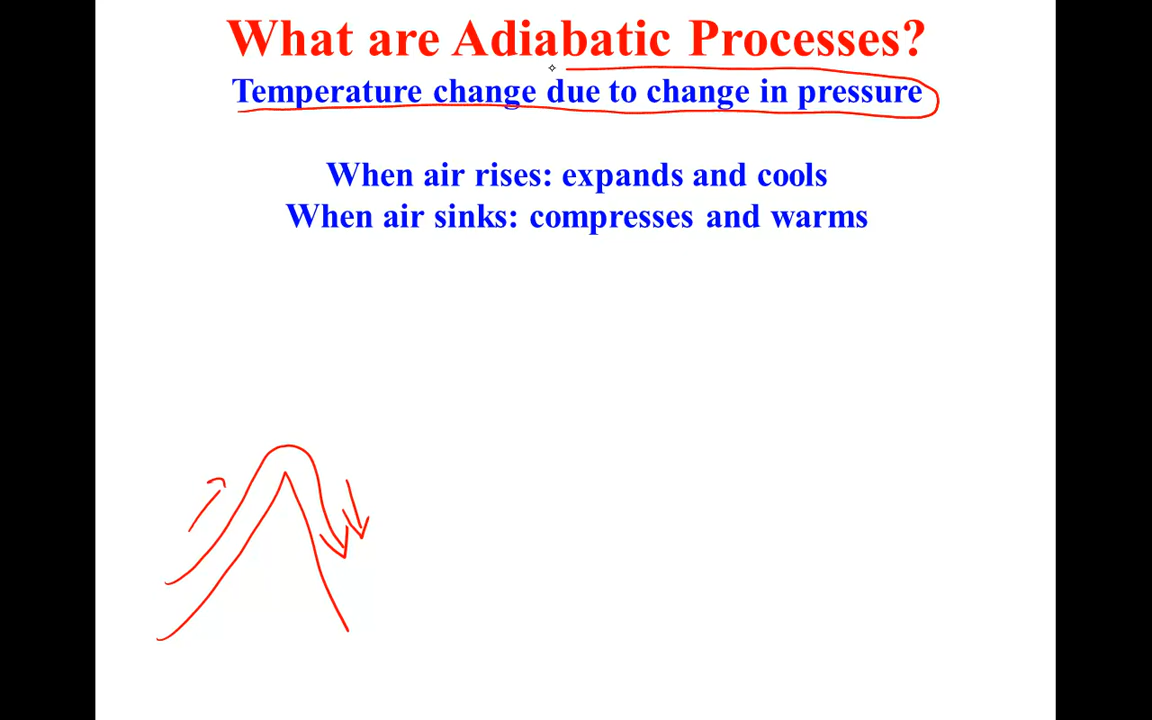 What are Adiabatic Processes?
Temperature change due to change in pressure
When air rises: expands and cools
When air sinks: compresses and warms